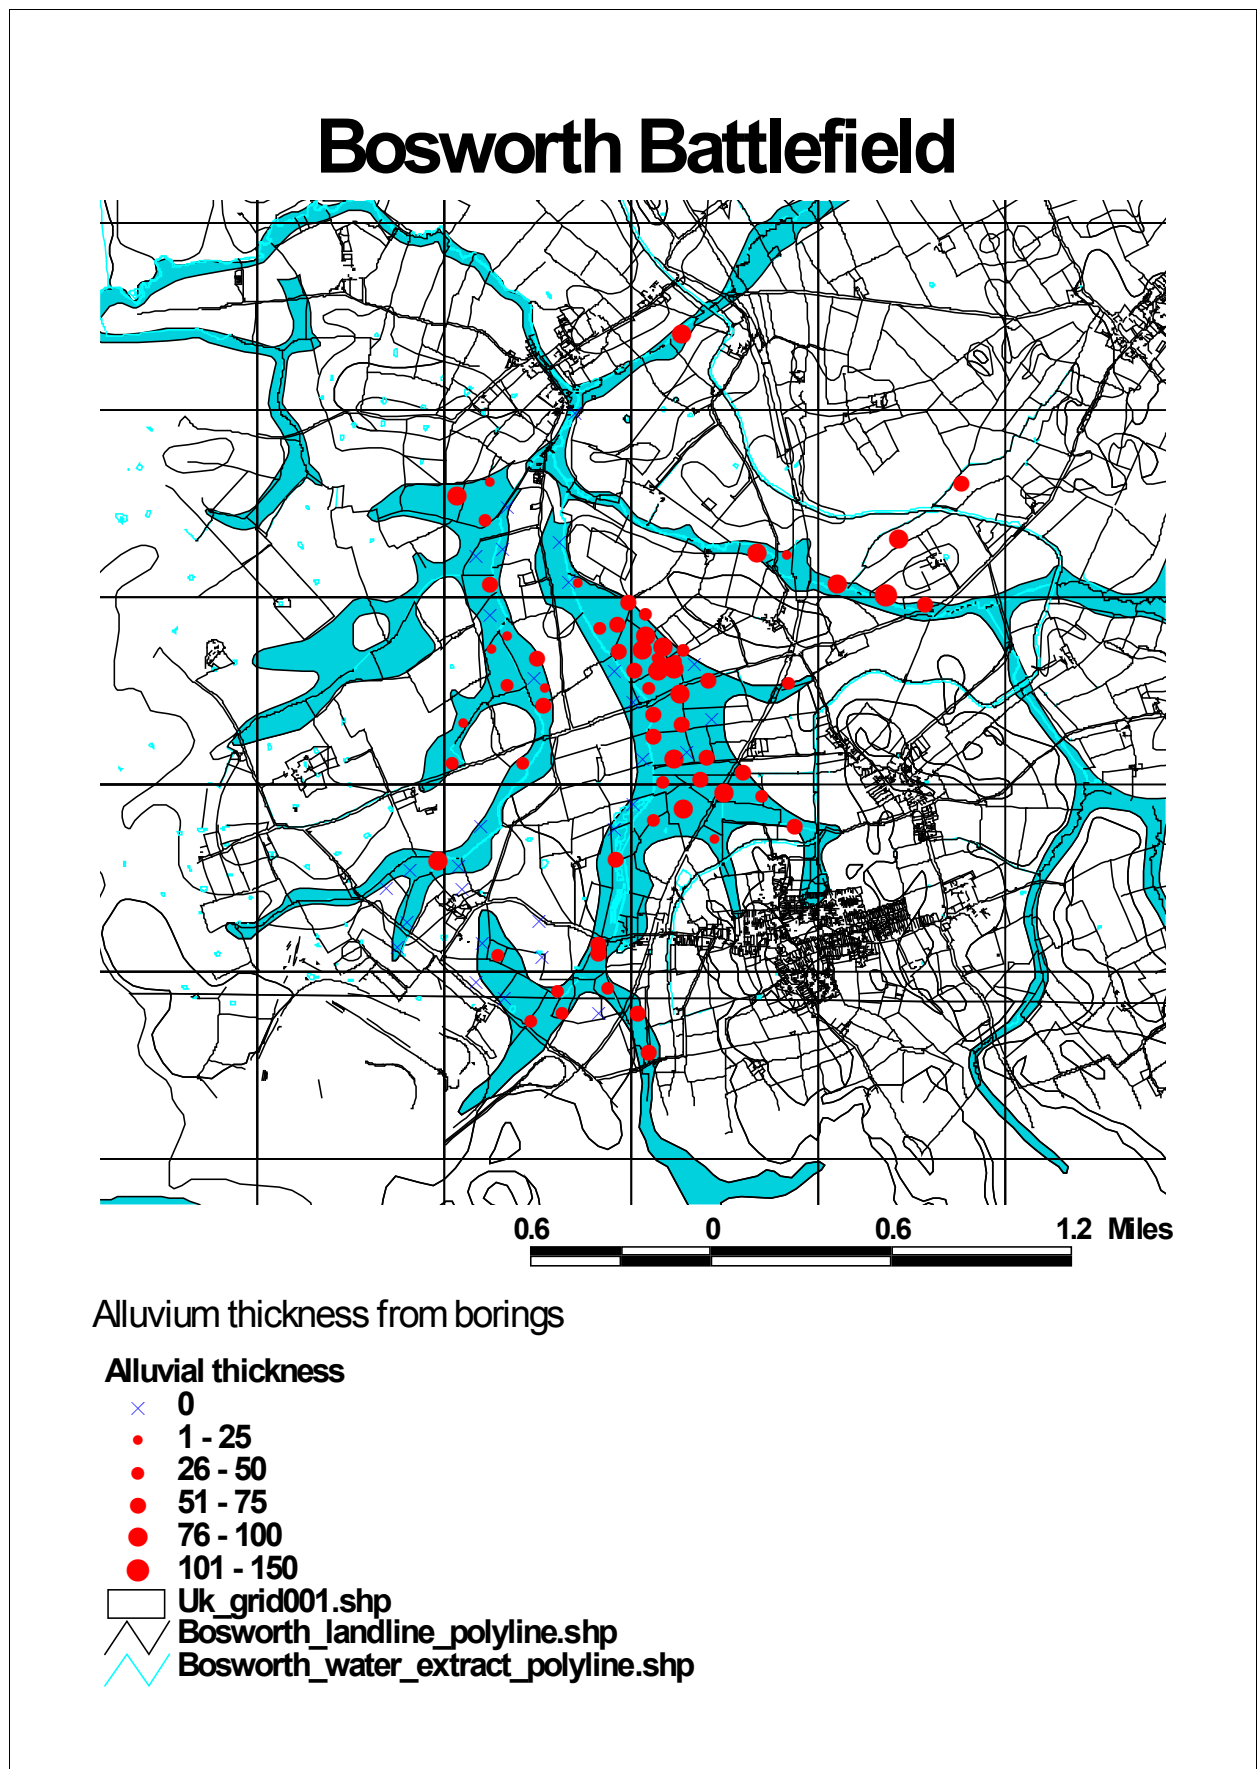 Bosworth Battlefield
0.6 0 0.6 1.2 Miles
Alluvium thickness from borings
Alluvial thickness
0
1 - 25
26 - 50
51 - 75
76 - 100
101 - 150
Uk_grid001.shp
Bosworth_landline_polyline.shp
Bosworth_water_extract_polyline.shp